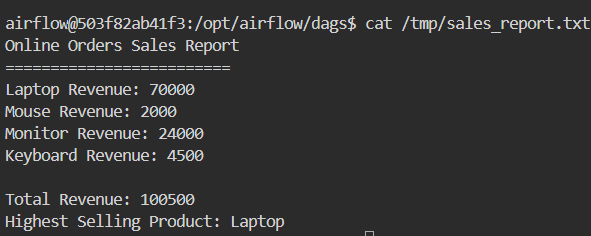 airflow@503f82ab41f3:/opt/airflow/dags$ cat /tmp/sales_report.txt
Online Orders Sales Report
=========================
Laptop Revenue: 70000
Mouse Revenue: 2000
Monitor Revenue: 24000
Keyboard Revenue: 4500

Total Revenue: 100500
Highest Selling Product: Laptop